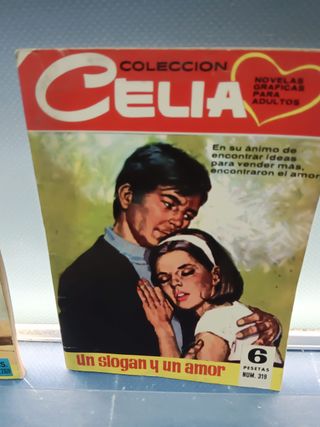 COLECCION
CELIA
NOVELAS
GRAFICAS
PARA
ADULTOS
En su ánimo de
encontrar ideas
para vender más,
encontraron el amor
un slogan y un amor
6
PESETAS
NUM. 319